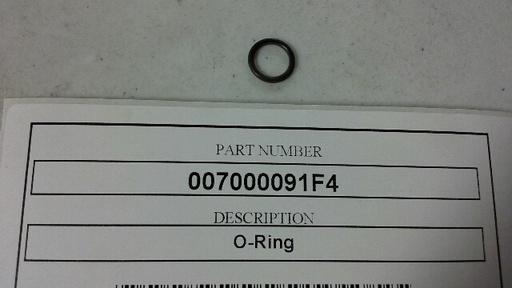 PART NUMBER
007000091F4
DESCRIPTION
O-Ring